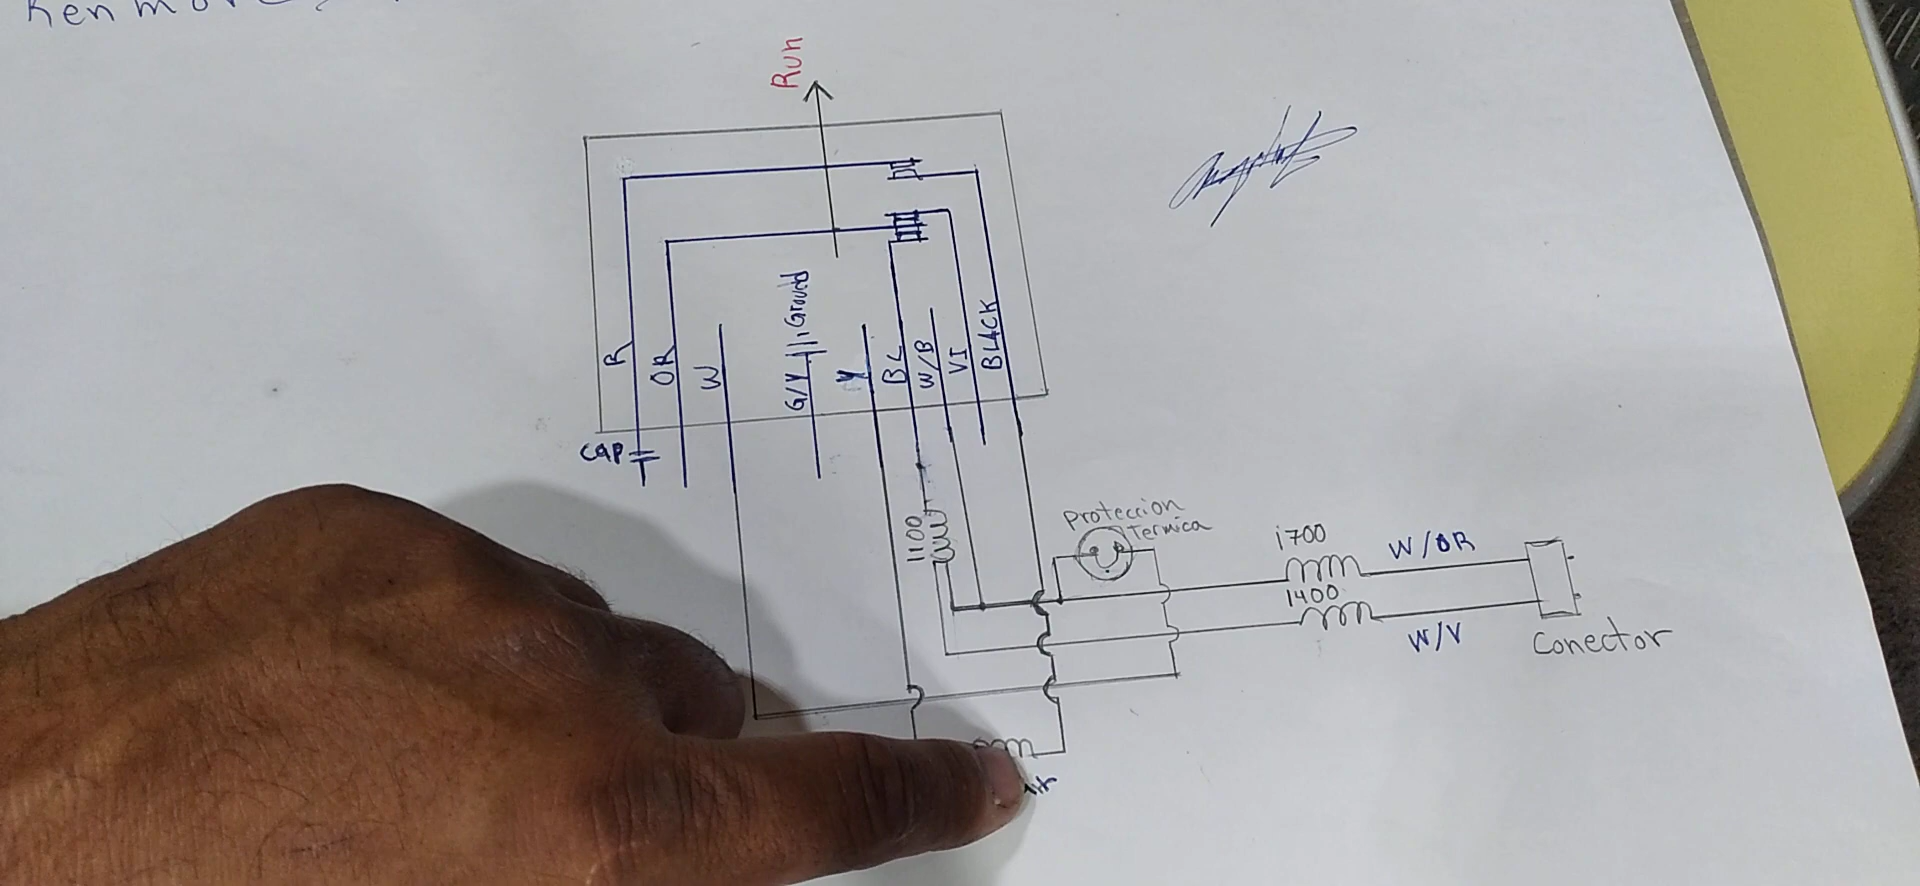 Run
R
OR
W
G/Y
Ground
Y
BL
W/B
VI
BLACK
cap
1100
Proteccion
Termica
1700
W/OR
1400
W/V
Conector